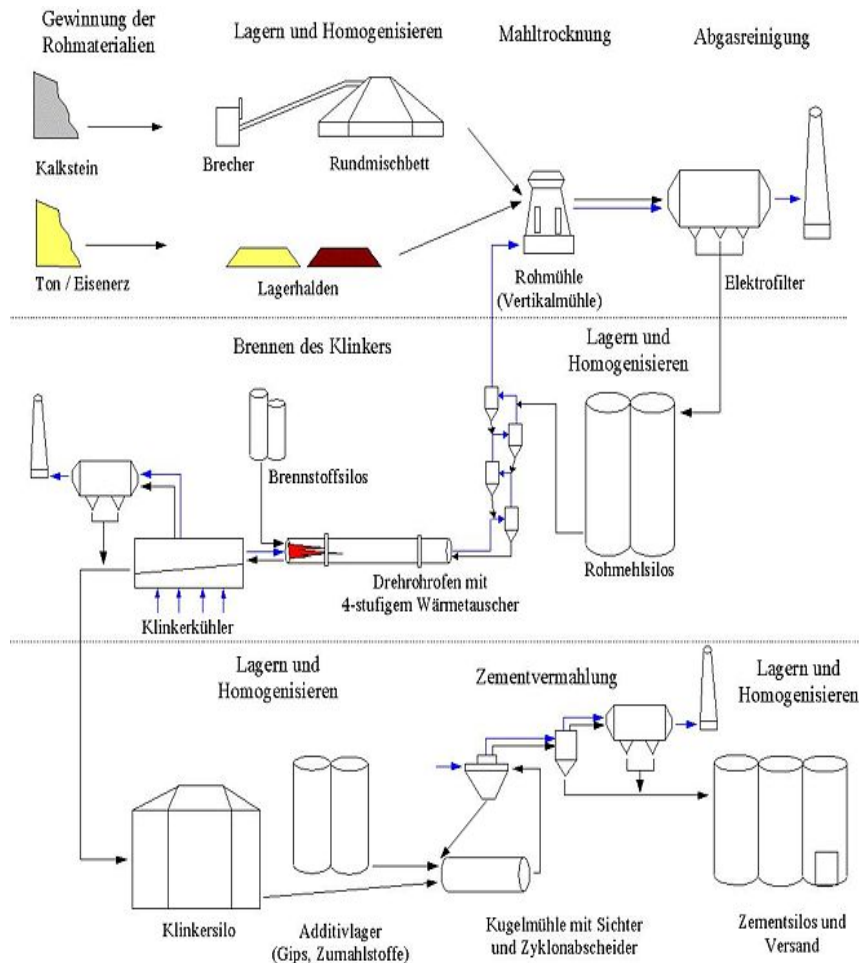 Gewinnung der
Rohmaterialien
Lagern und Homogenisieren
Mahltrocknung
Abgasreinigung
Kalkstein
Brecher
Rundmischbett
Ton / Eisenerz
Lagerhalden
Rohmühle
(Vertikalmühle)
Elektrofilter
Brennen des Klinkers
Lagern und
Homogenisieren
Brennstoffsilos
Rohmehlsilos
Drehrohrofen mit
4-stufigem Wärmetauscher
Klinkerkühler
Lagern und
Homogenisieren
Zementvermahlung
Lagern und
Homogenisieren
Klinkersilo
Additivlager
(Gips, Zumahlstoffe)
Kugelmühle mit Sichter
und Zyklonabscheider
Zementsilos und
Versand